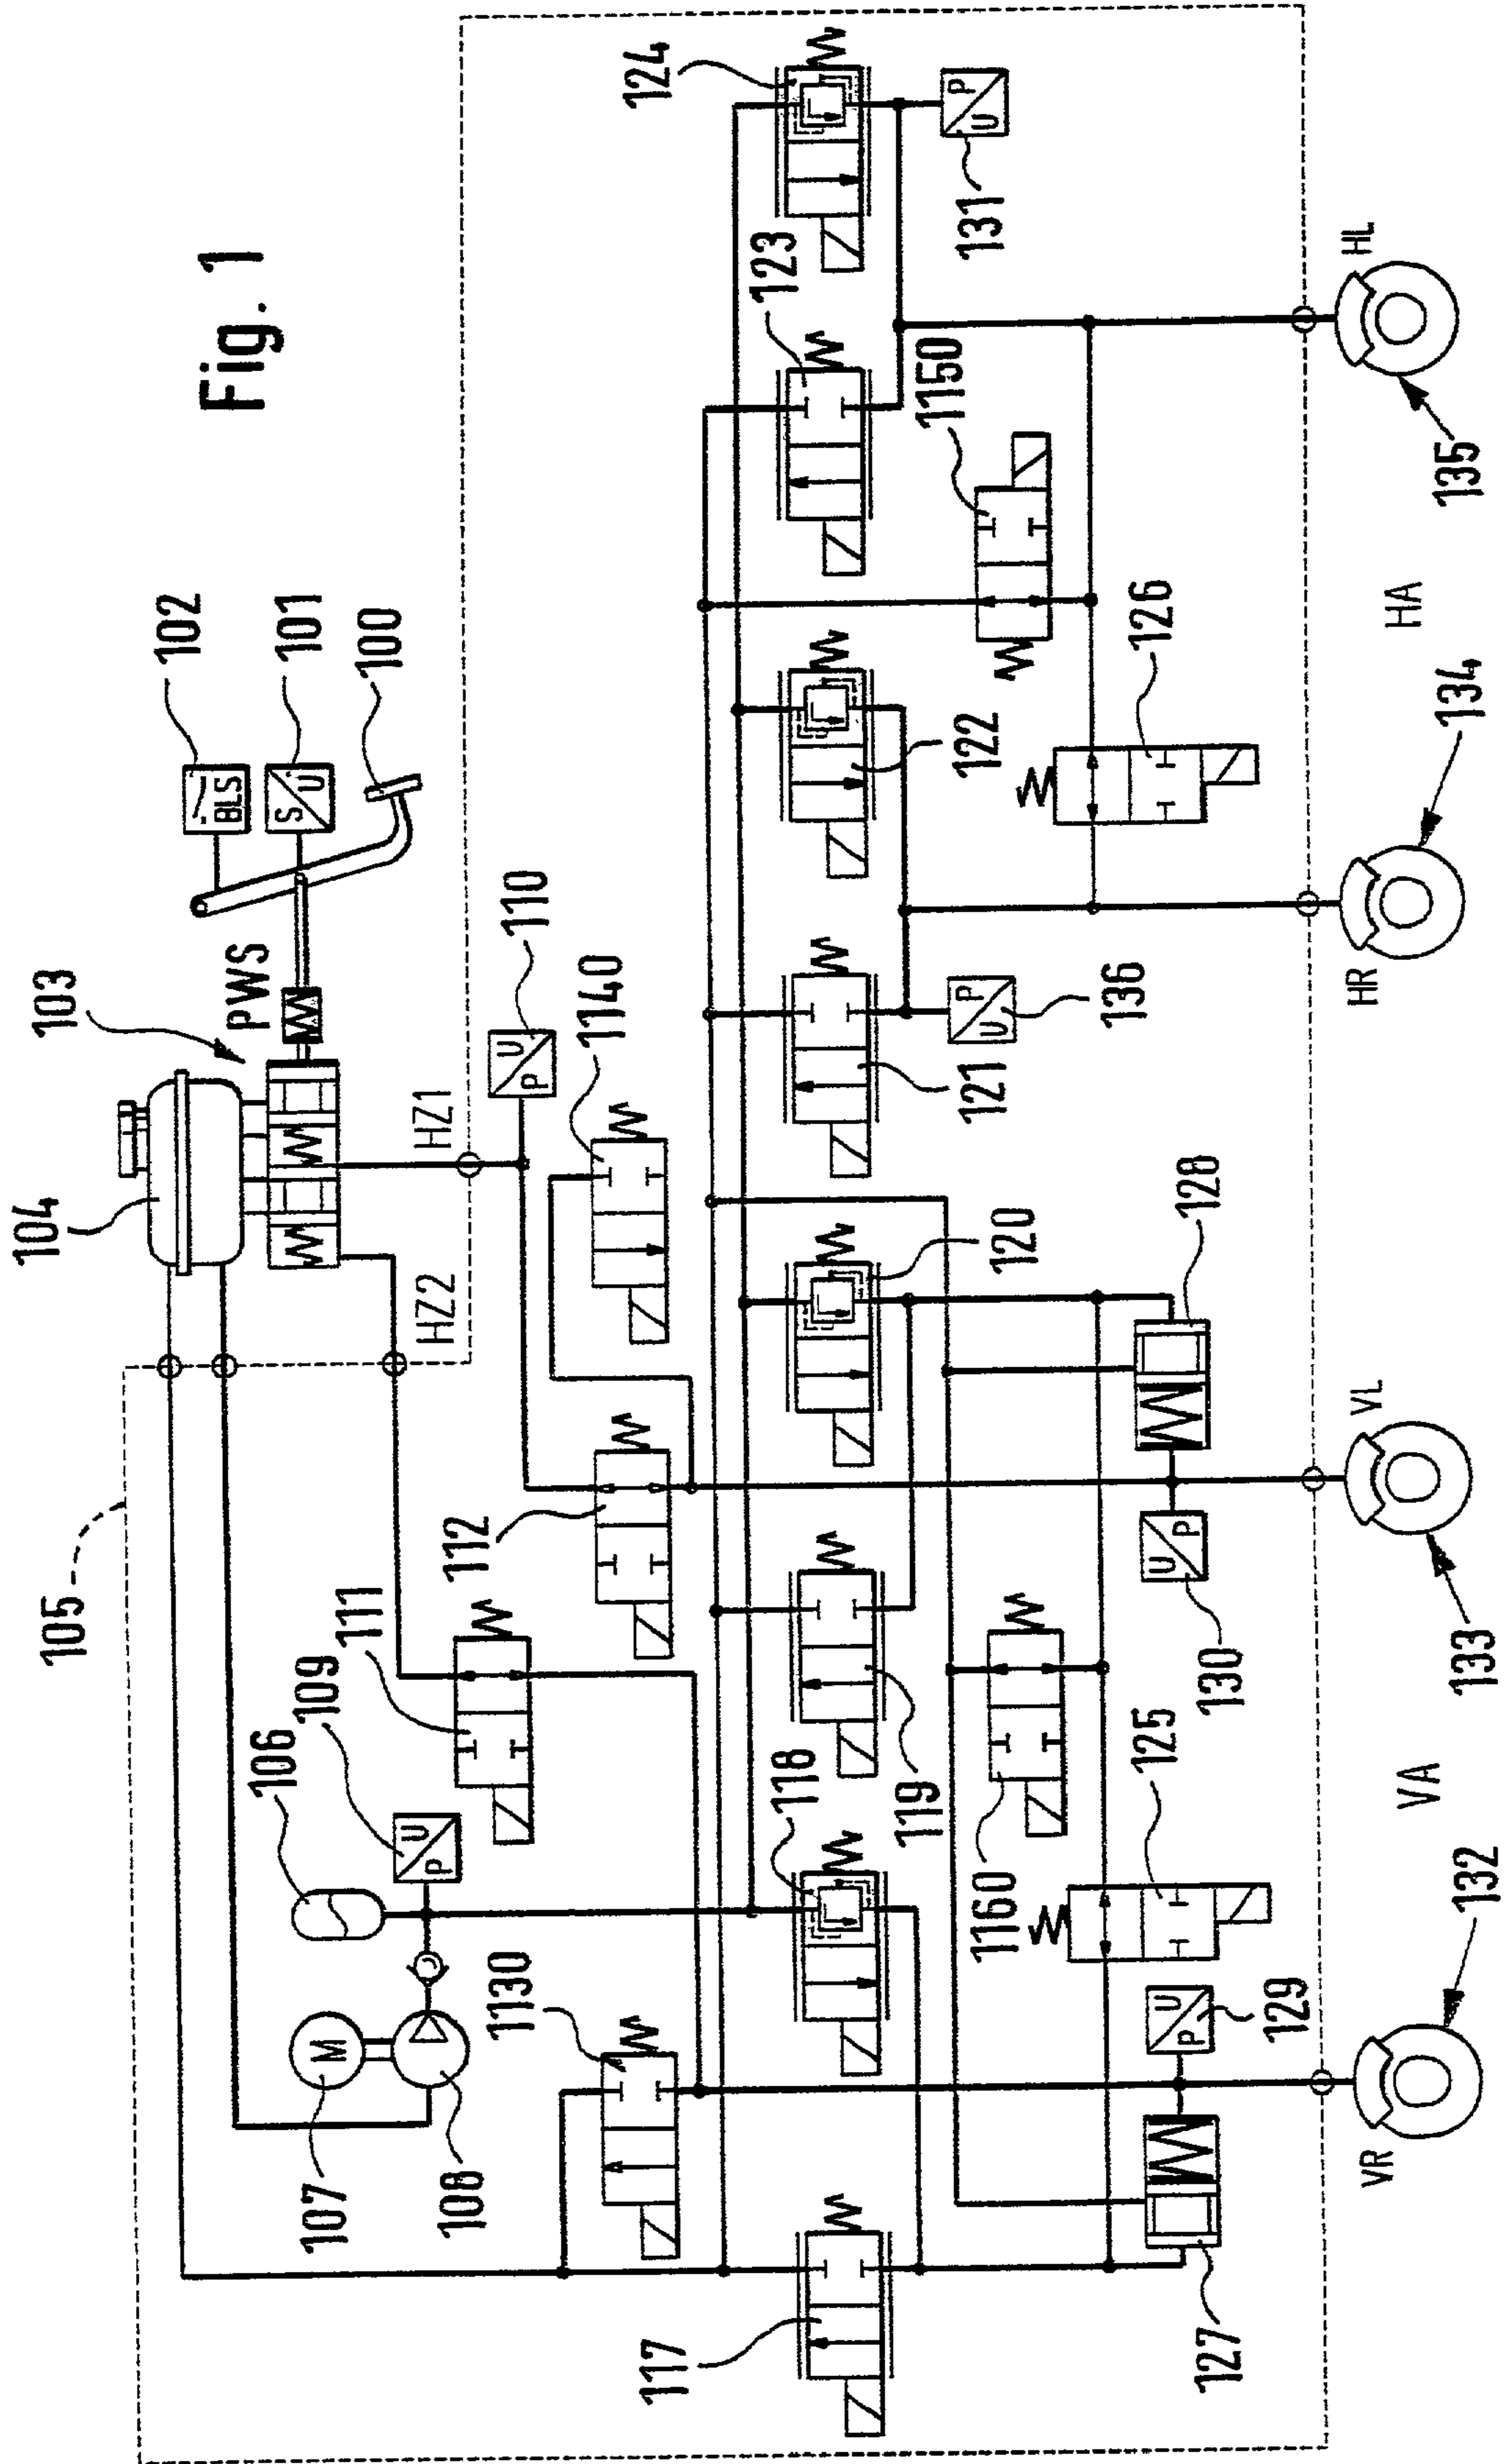 Fig. 1
105
104
103
PWS
102
BLS
101
S
U
100
107
M
108
106
109
U
P
111
HZ2
HZ1
110
U
P
1130
112
1140
117
118
119
120
121
122
123
124
1160
136
P
U
1150
131
P
U
127
129
U
P
125
130
U
P
128
126
VR
132
VA
133
VL
HR
134
HA
135
HL